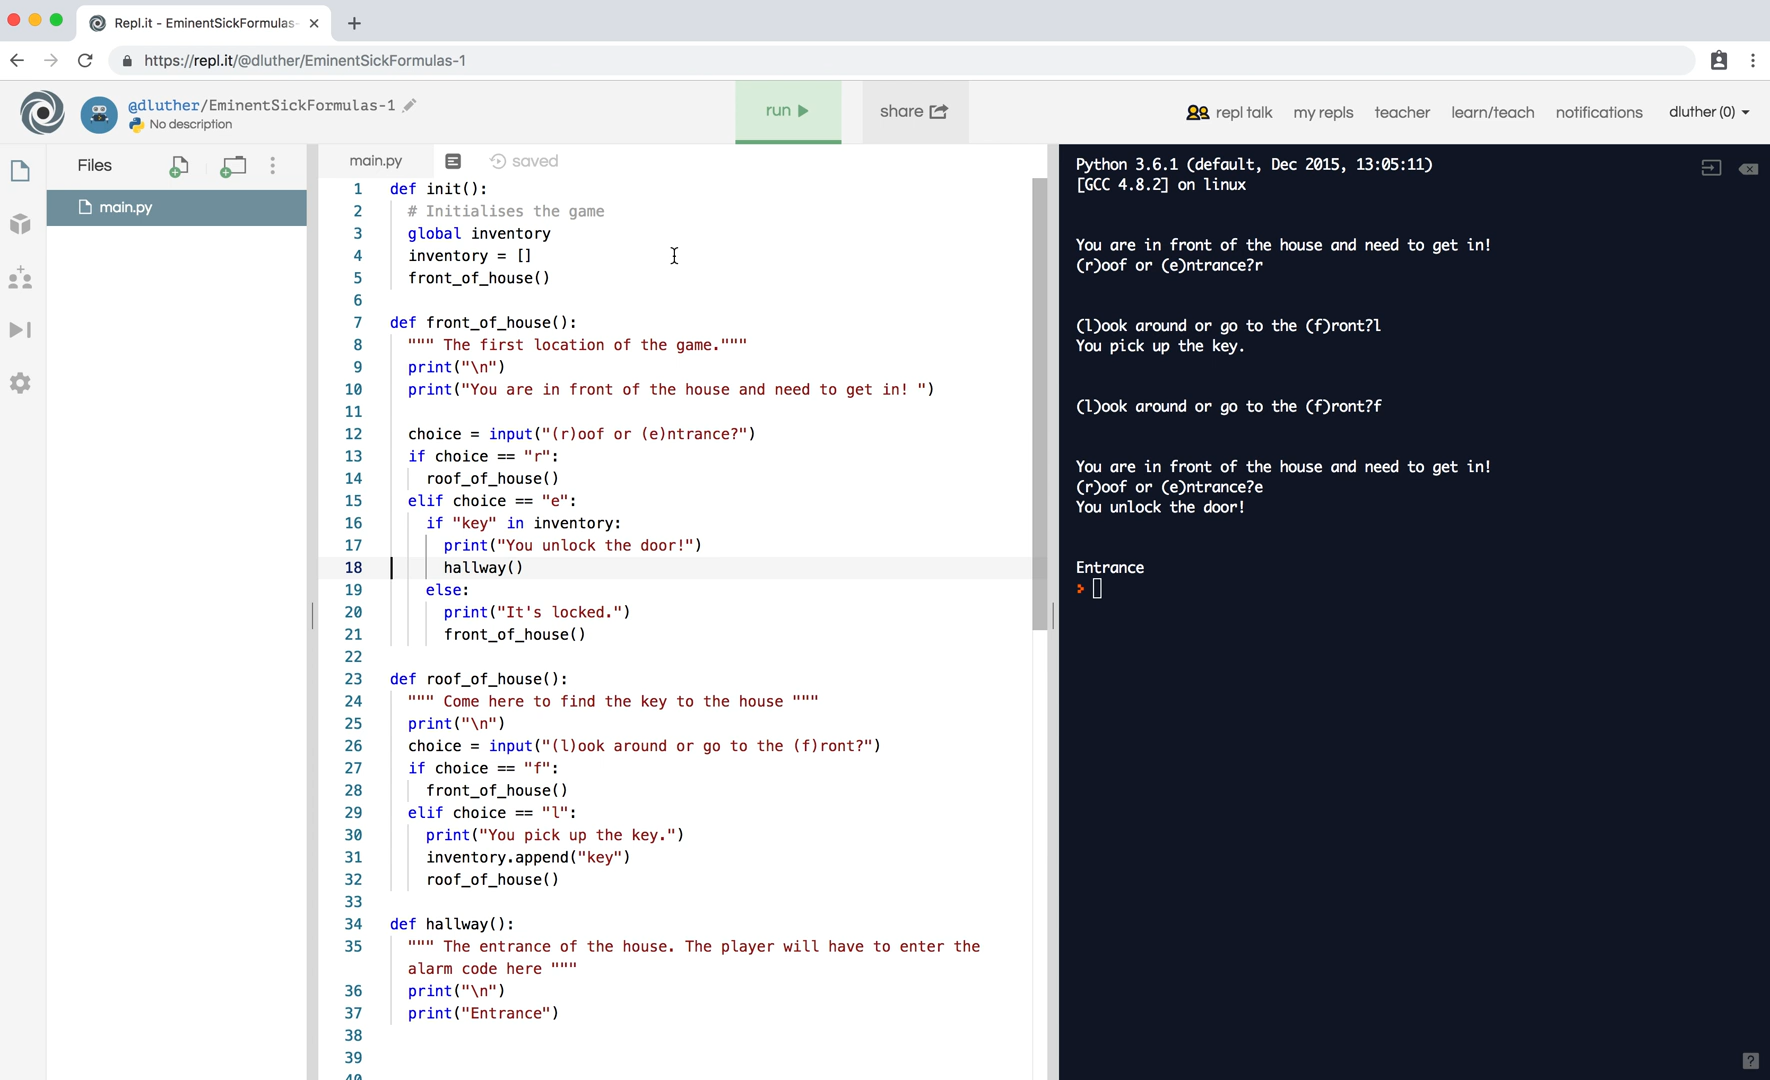 Repl.it - EminentSickFormulas-
https://repl.it/@dluther/EminentSickFormulas-1
@dluther/EminentSickFormulas-1
No description
run
share
repl talk
my repls
teacher
learn/teach
notifications
dluther (0)
Files
main.py
main.py
saved
1 def init():
2 # Initialises the game
3 global inventory
4 inventory = []
5 front_of_house()
6
7 def front_of_house():
8 """ The first location of the game."""
9 print("\n")
10 print("You are in front of the house and need to get in! ")
11
12 choice = input("(r)oof or (e)ntrance?")
13 if choice == "r":
14 roof_of_house()
15 elif choice == "e":
16 if "key" in inventory:
17 print("You unlock the door!")
18 hallway()
19 else:
20 print("It's locked.")
21 front_of_house()
22
23 def roof_of_house():
24 """ Come here to find the key to the house """
25 print("\n")
26 choice = input("(l)ook around or go to the (f)ront?")
27 if choice == "f":
28 front_of_house()
29 elif choice == "l":
30 print("You pick up the key.")
31 inventory.append("key")
32 roof_of_house()
33
34 def hallway():
35 """ The entrance of the house. The player will have to enter the
alarm code here """
36 print("\n")
37 print("Entrance")
38
39
40
Python 3.6.1 (default, Dec 2015, 13:05:11)
[GCC 4.8.2] on linux
You are in front of the house and need to get in!
(r)oof or (e)ntrance?r
(l)ook around or go to the (f)ront?l
You pick up the key.
(l)ook around or go to the (f)ront?f
You are in front of the house and need to get in!
(r)oof or (e)ntrance?e
You unlock the door!
Entrance
?